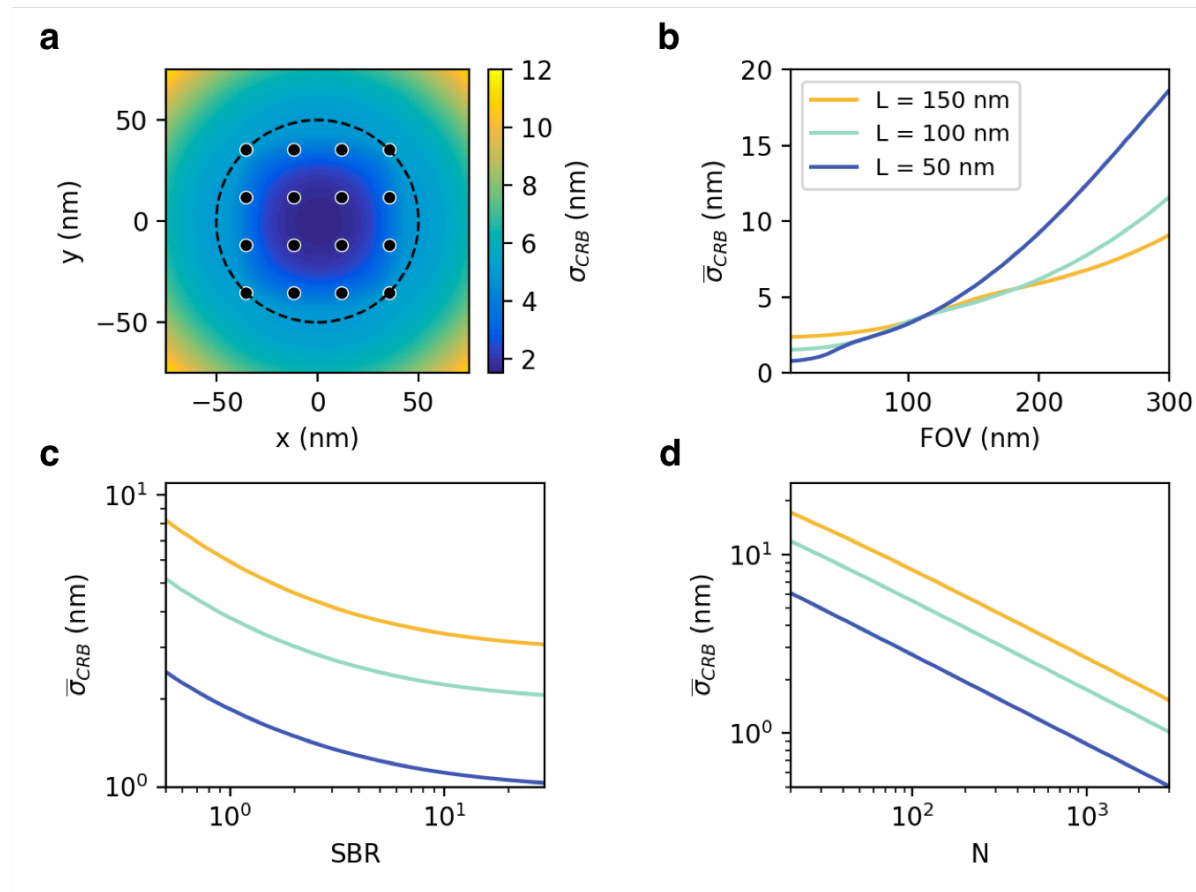 a
50
0
−50
y (nm)
−50 0 50
x (nm)
12
10
8
6
4
2
σCRB (nm)
b
20
15
10
5
0
σ̅CRB (nm)
L = 150 nm
L = 100 nm
L = 50 nm
100 200 300
FOV (nm)
c
10¹
10⁰
σ̅CRB (nm)
10⁰ 10¹
SBR
d
10¹
10⁰
σ̅CRB (nm)
10² 10³
N